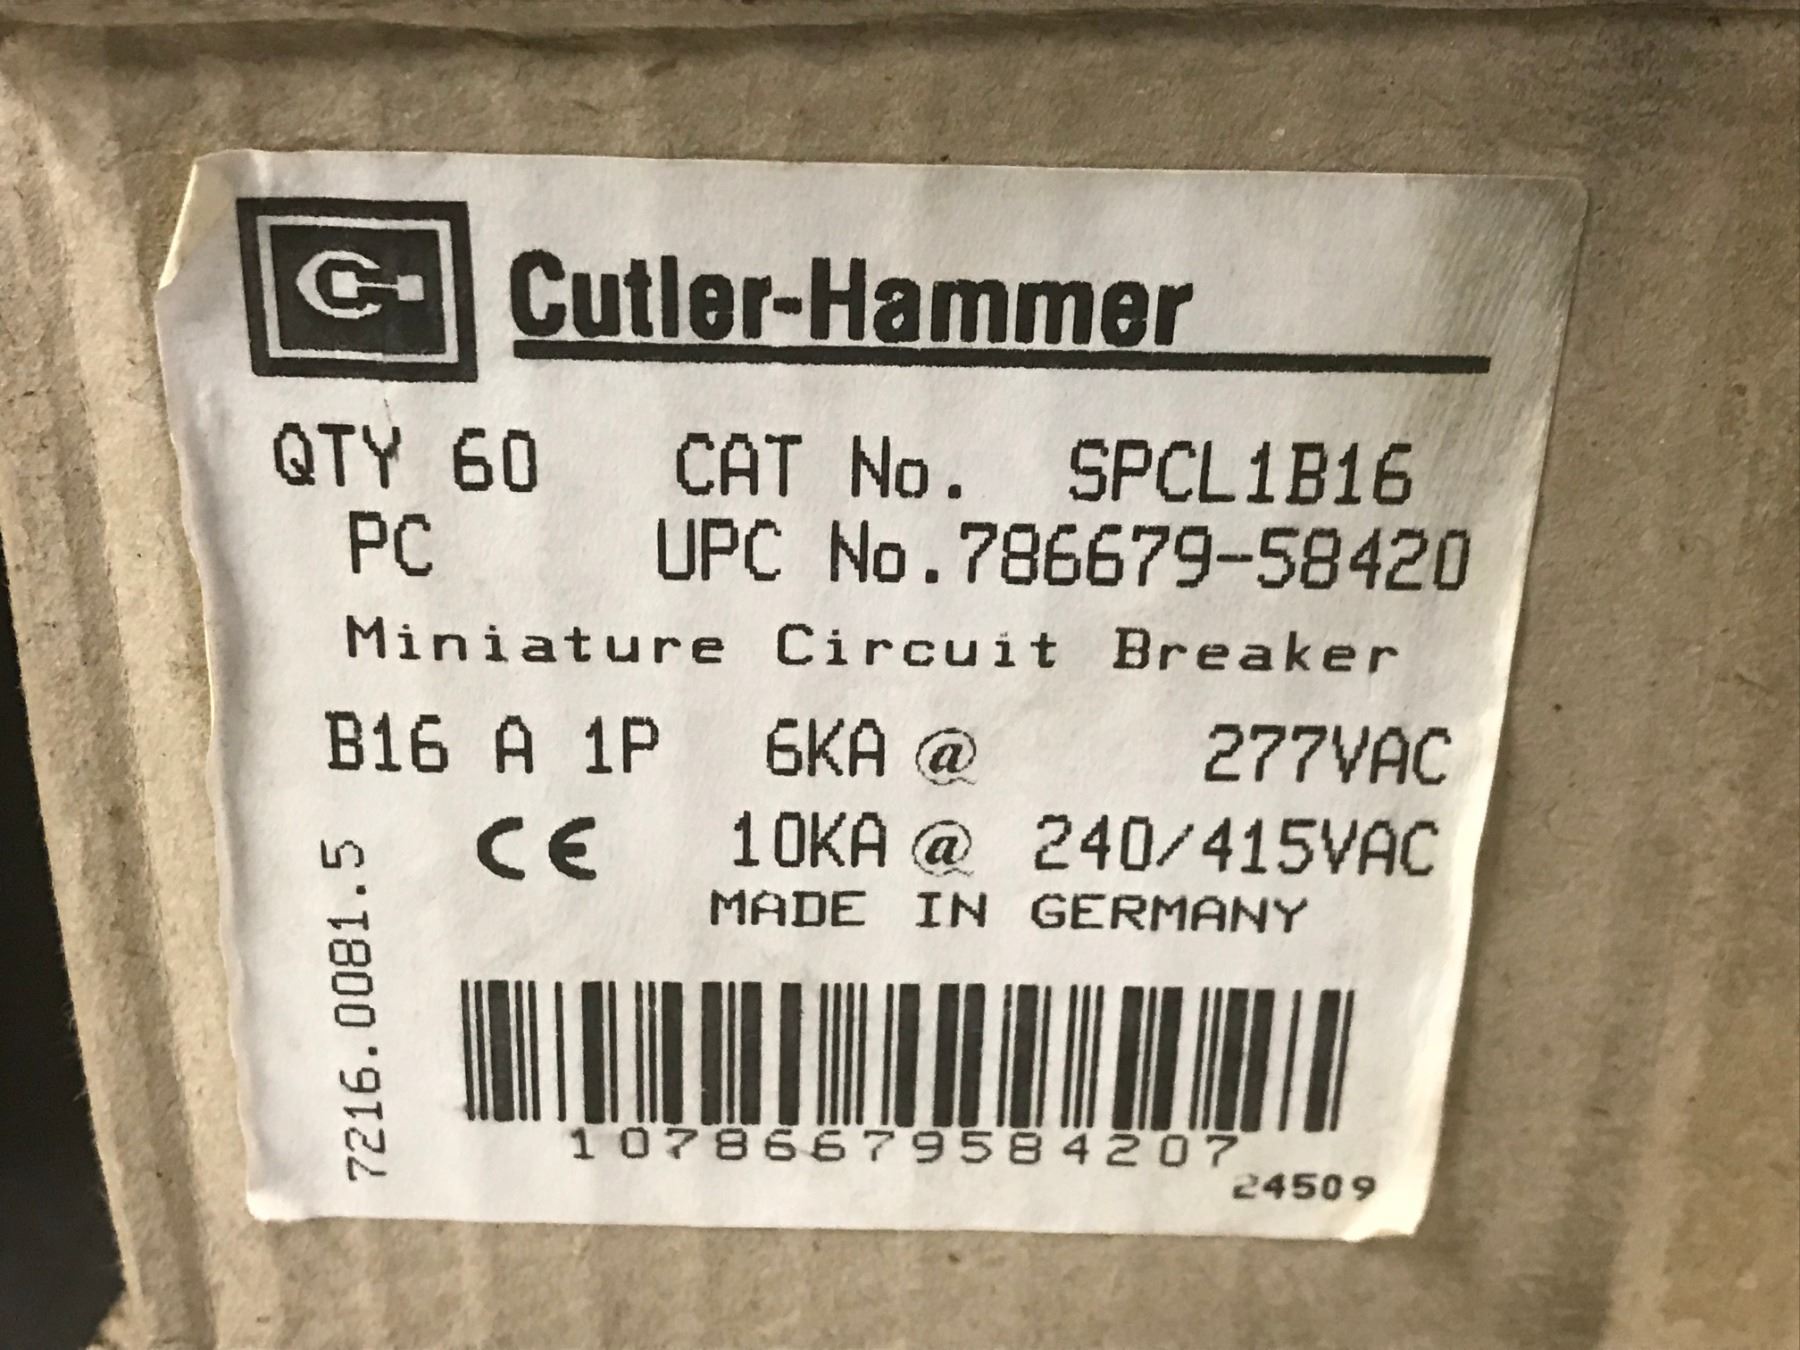 Cutler-Hammer
QTY 60 CAT No. SPCL1B16
PC UPC No.786679-58420
Miniature Circuit Breaker
B16 A 1P 6KA @ 277VAC
CE 10KA @ 240/415VAC
MADE IN GERMANY
7216.0081.5
10786679584207
24509